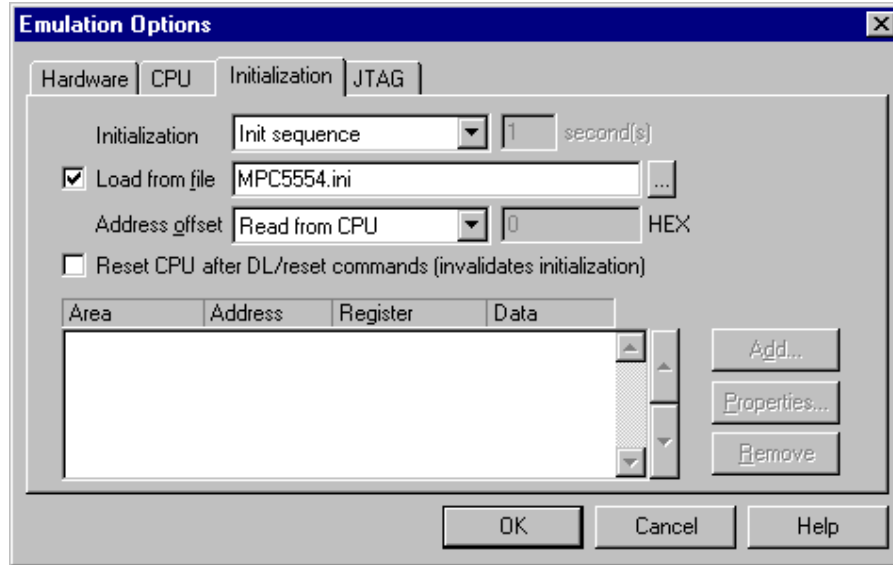 Emulation Options
Hardware CPU Initialization JTAG
Initialization Init sequence 1 second(s)
Load from file MPC5554.ini ...
Address offset Read from CPU 0 HEX
Reset CPU after DL/reset commands (invalidates initialization)
Area Address Register Data
Add...
Properties...
Remove
OK Cancel Help